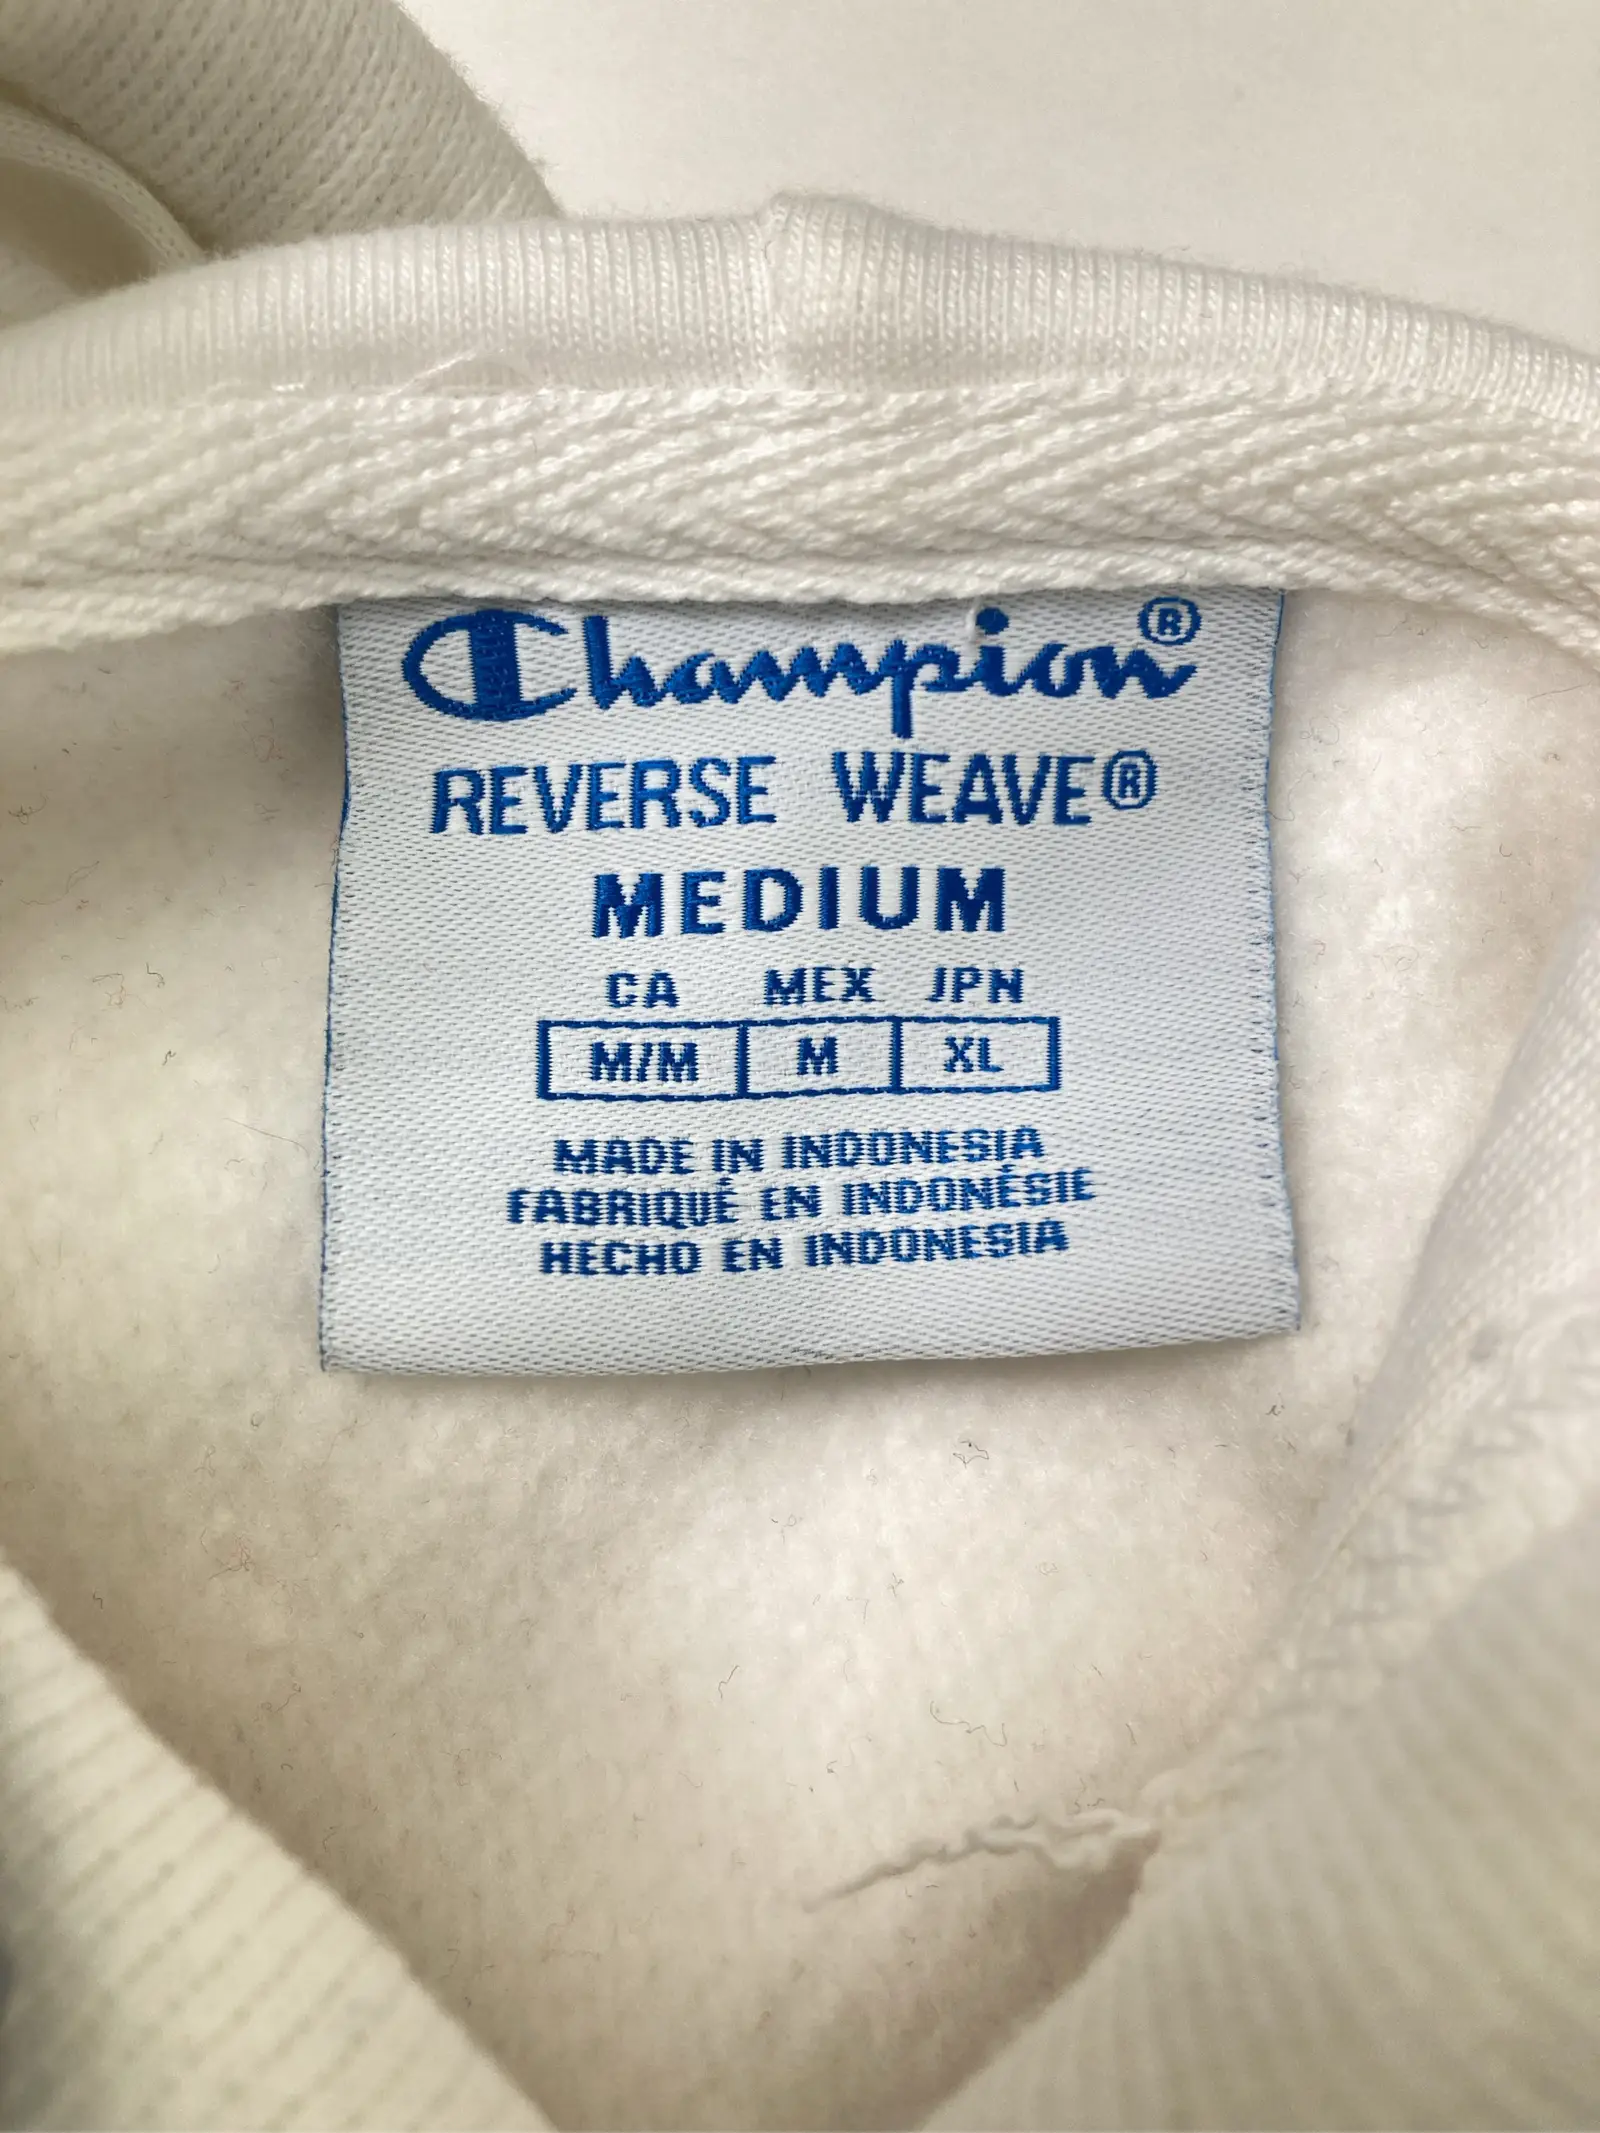 Champion®
REVERSE WEAVE®
MEDIUM
CA MEX JPN
M/M M XL
MADE IN INDONESIA
FABRIQUÉ EN INDONÉSIE
HECHO EN INDONESIA